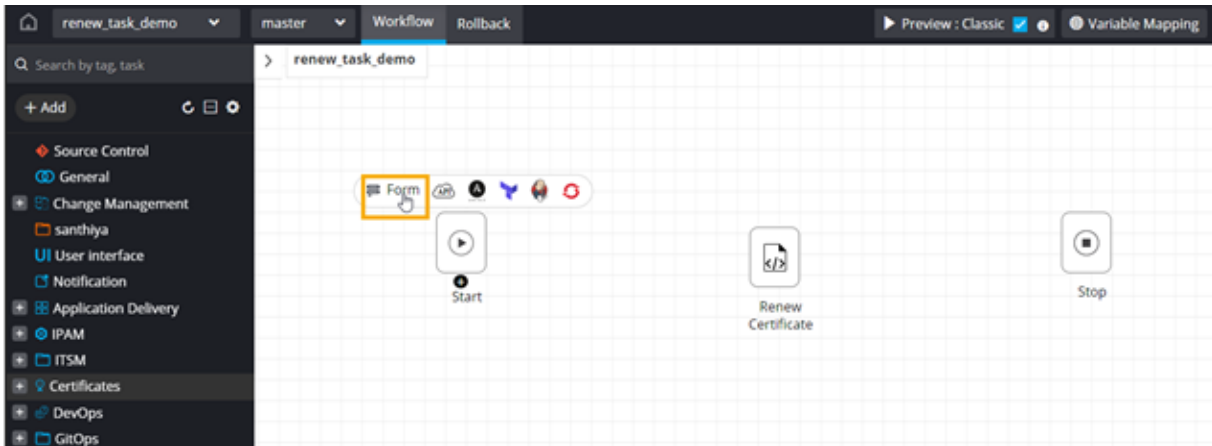 renew_task_demo master Workflow Rollback Preview : Classic Variable Mapping
Search by tag, task
renew_task_demo
+ Add
Source Control
General
Change Management
santhiya
UI User interface
Notification
Application Delivery
IPAM
ITSM
Certificates
DevOps
GitOps
Form
API
Start
Renew
Certificate
Stop